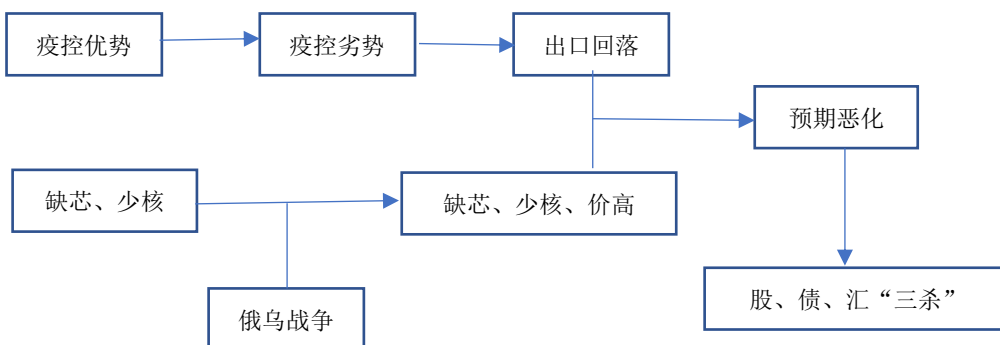 疫控优势
疫控劣势
出口回落
预期恶化
缺芯、少核
缺芯、少核、价高
股、债、汇“三杀”
俄乌战争